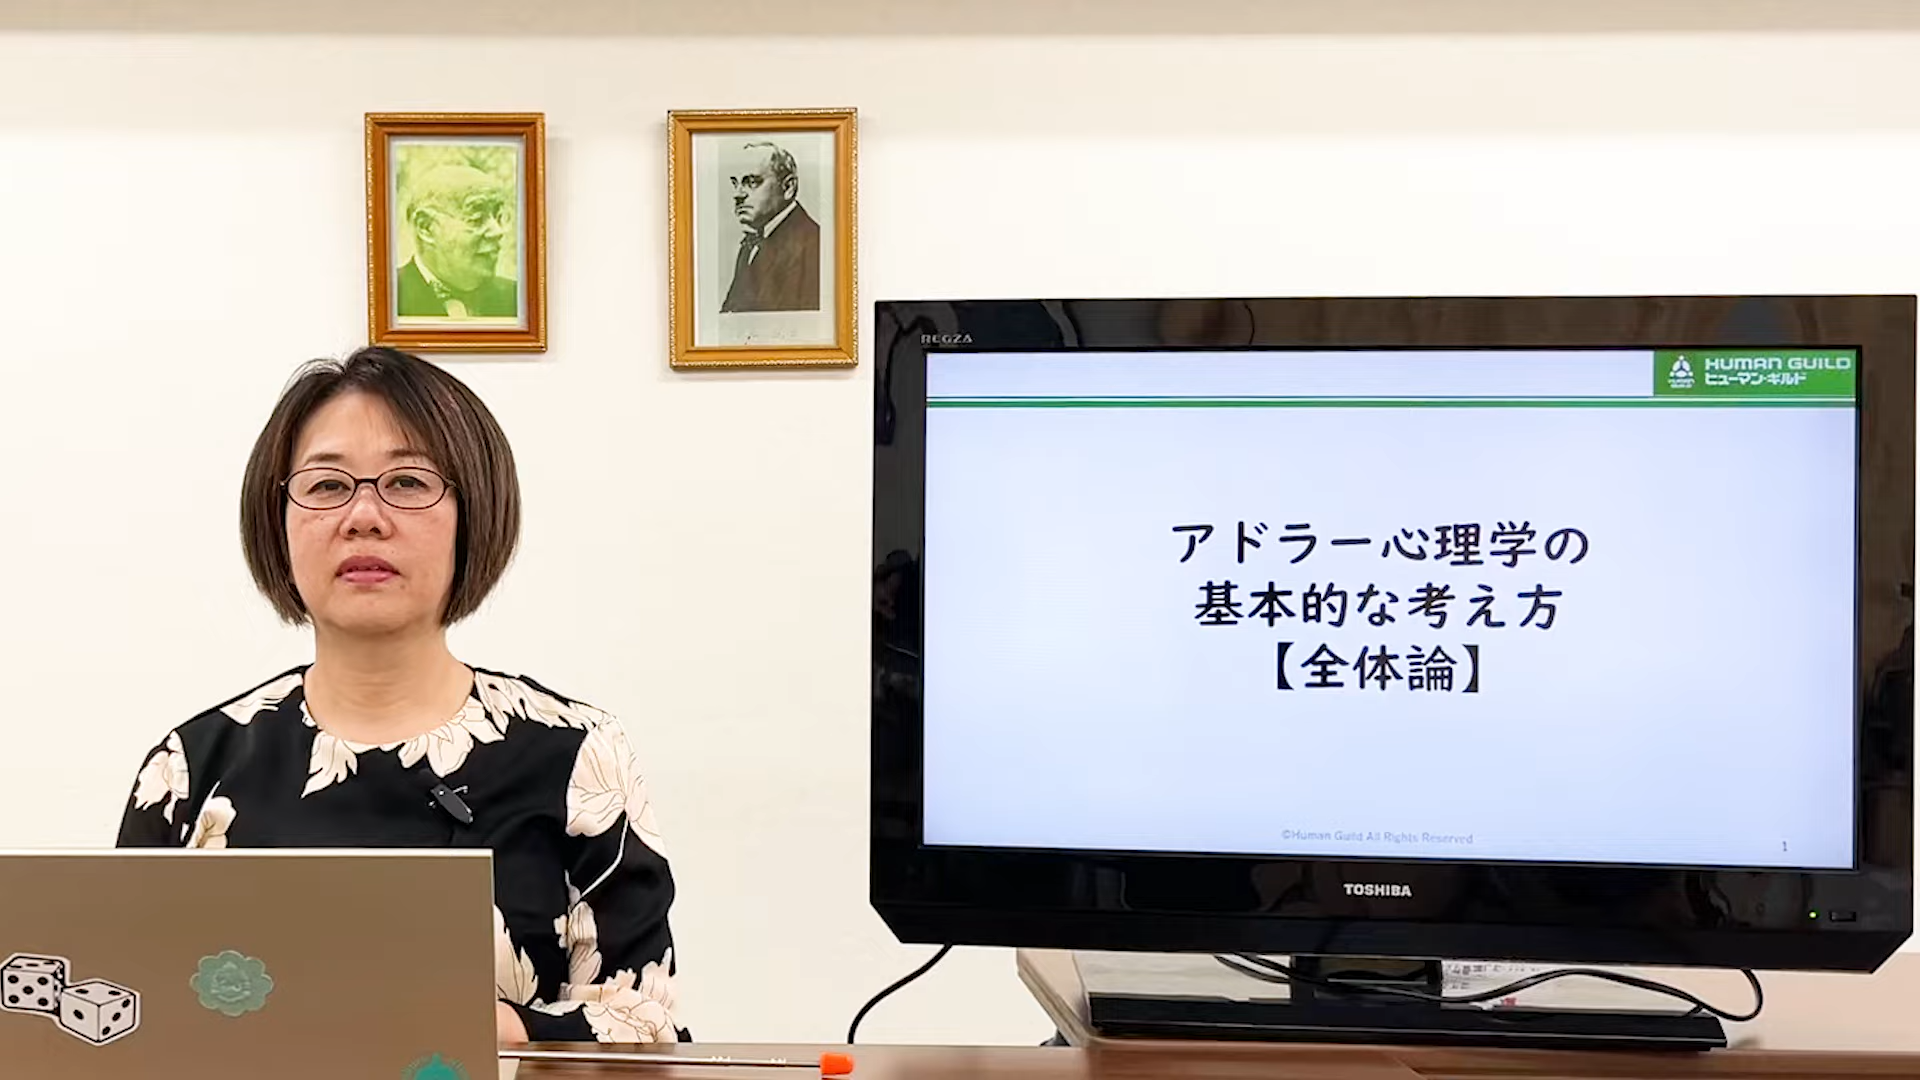 REGZA
HUMAN GUILD
ヒューマン・ギルド
アドラー心理学の
基本的な考え方
【全体論】
©Human Guild All Rights Reserved
1
TOSHIBA